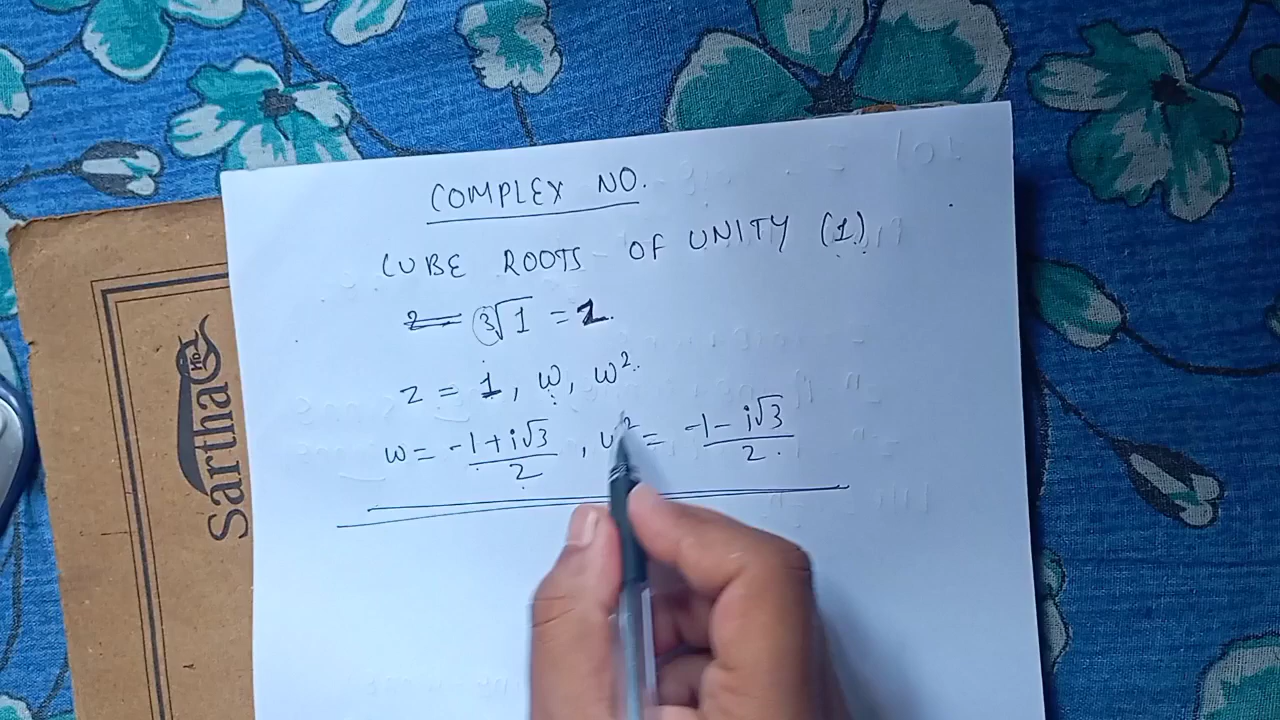 COMPLEX NO.
CUBE ROOTS OF UNITY (1)
∛1 = 1.
z = 1, ω, ω².
ω = -1+i√3/2 , ω² = -1-i√3/2
Sartha